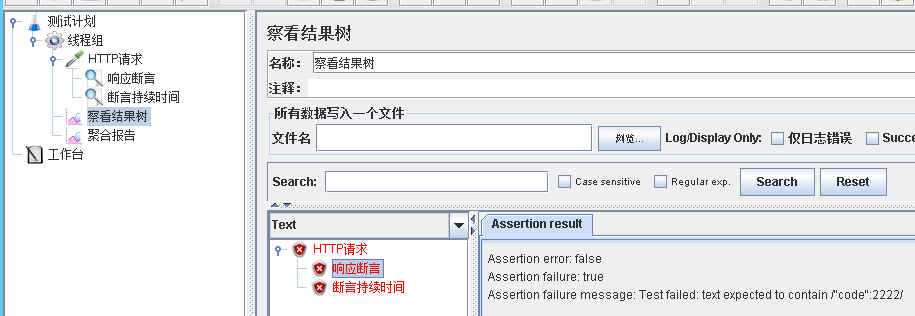 测试计划
线程组
HTTP请求
响应断言
断言持续时间
察看结果树
聚合报告
工作台
察看结果树
名称： 察看结果树
注释：
所有数据写入一个文件
文件名 浏览... Log/Display Only: 仅日志错误 Succe
Search: Case sensitive Regular exp. Search Reset
Text
HTTP请求
响应断言
断言持续时间
Assertion result
Assertion error: false
Assertion failure: true
Assertion failure message: Test failed: text expected to contain /"code":2222/